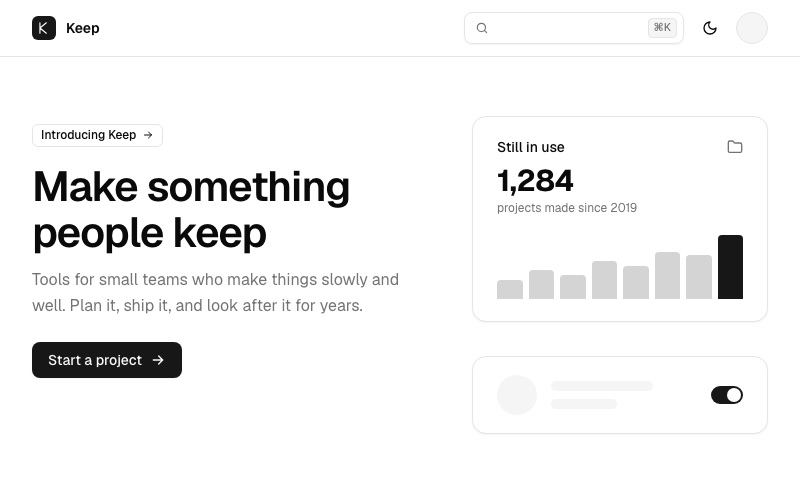 Keep
⌘K
Introducing Keep →
Make something
people keep
Tools for small teams who make things slowly and
well. Plan it, ship it, and look after it for years.
Start a project →
Still in use
1,284
projects made since 2019